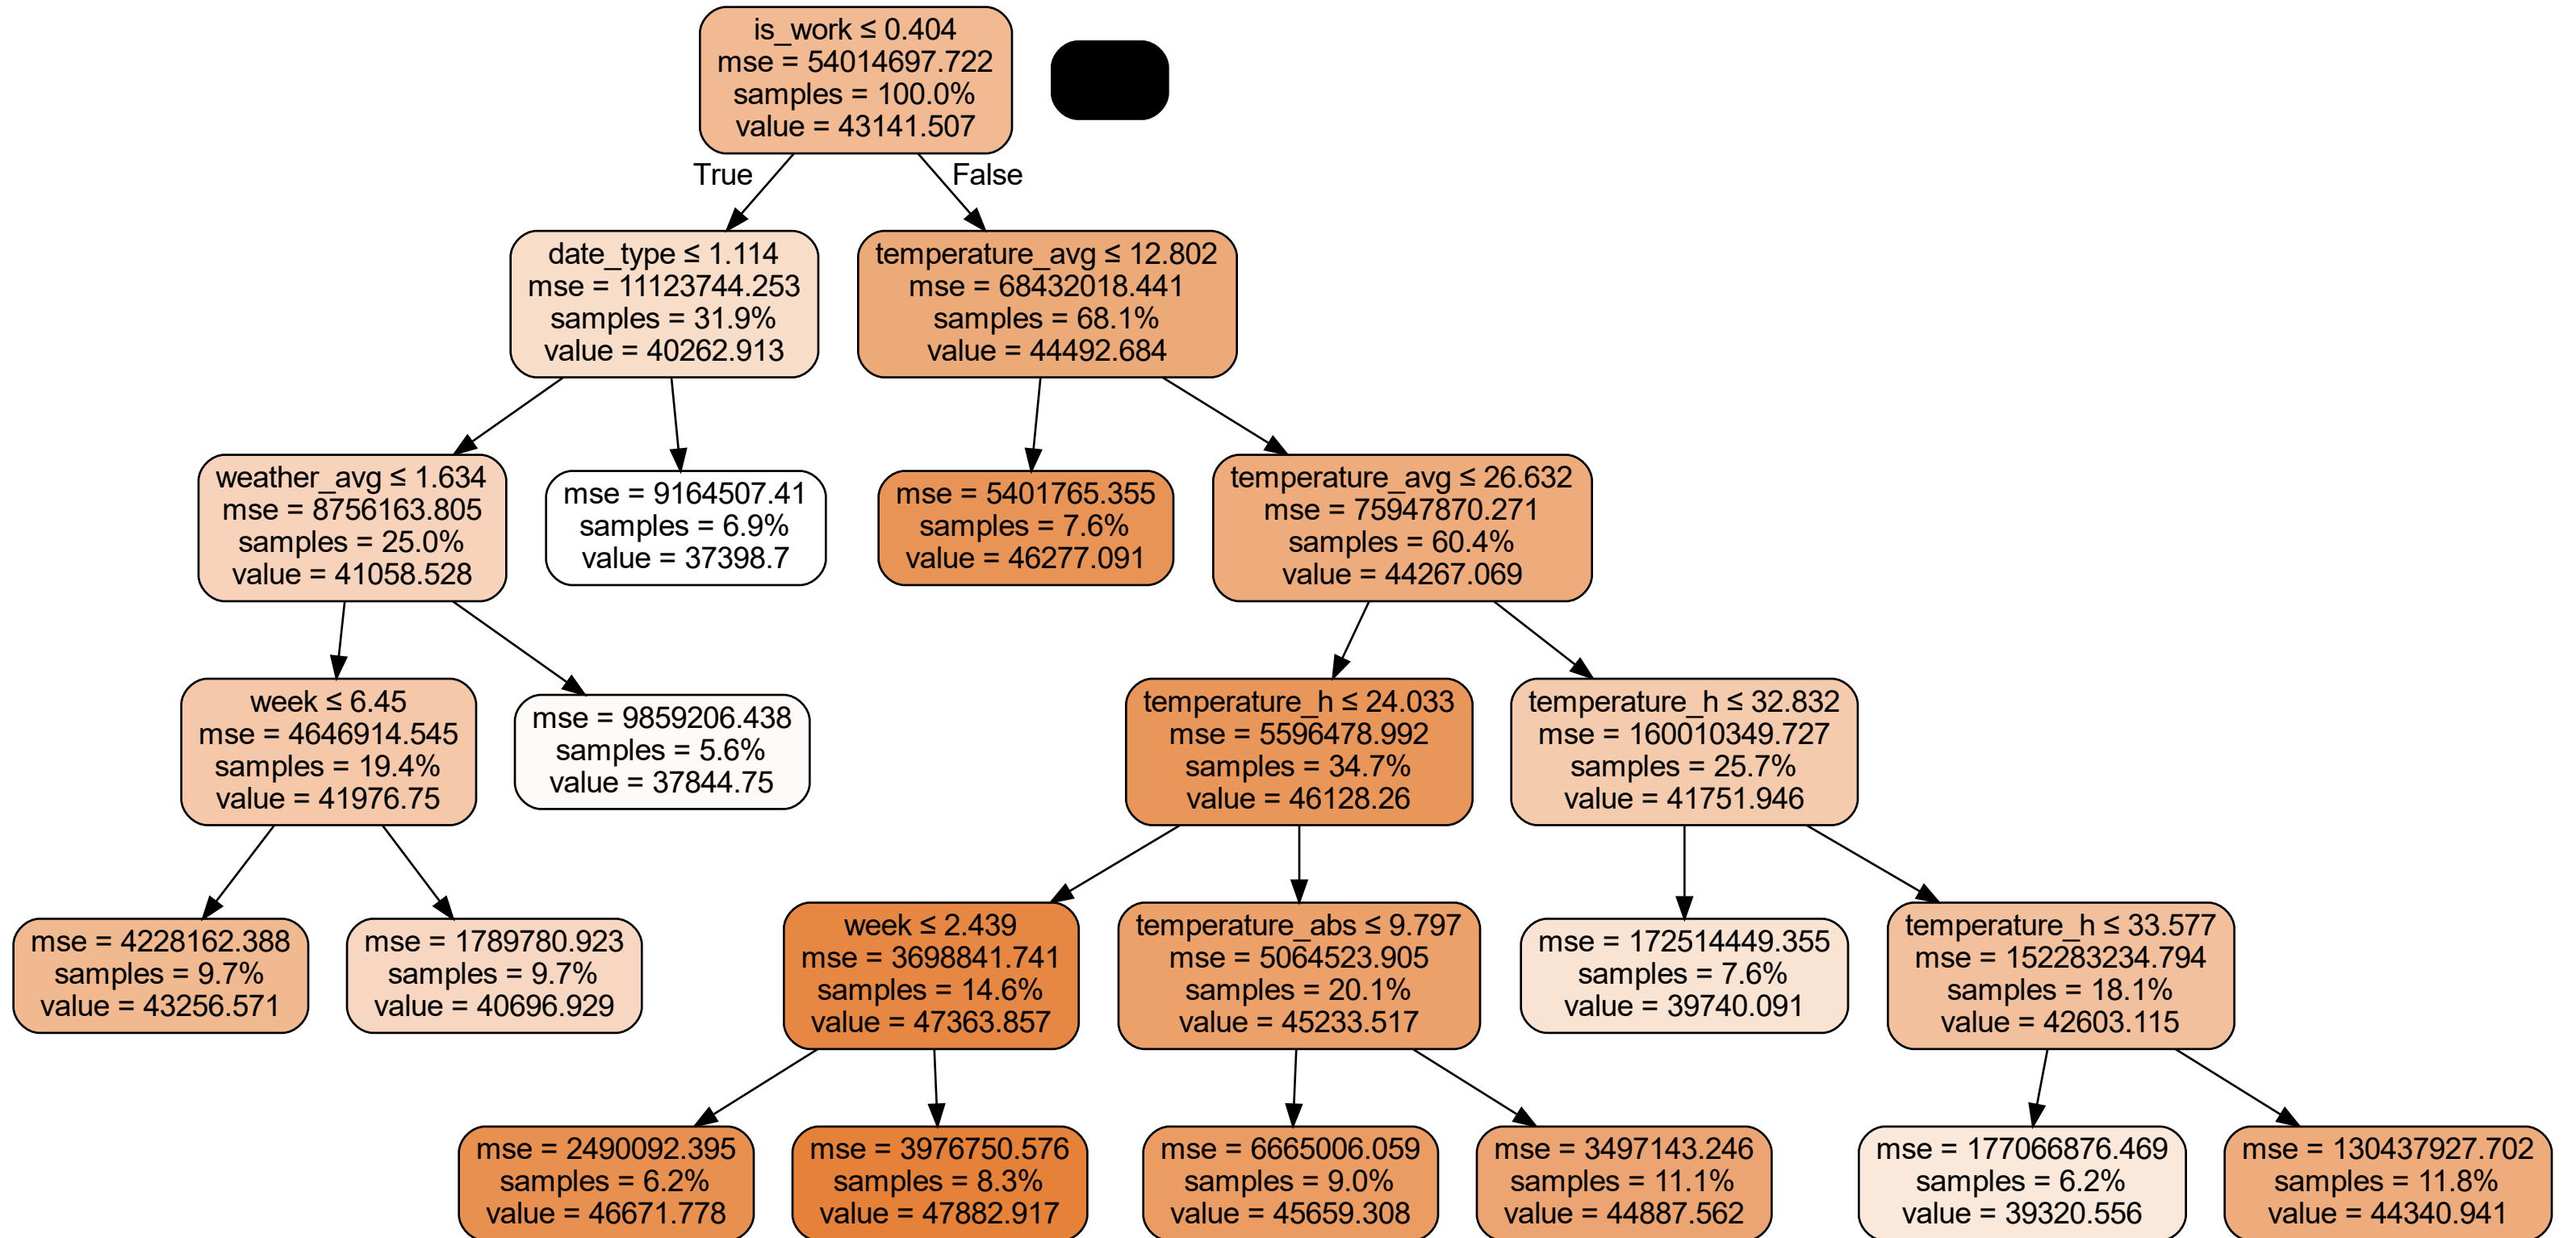 is_work ≤ 0.404
mse = 54014697.722
samples = 100.0%
value = 43141.507
True
False
date_type ≤ 1.114
mse = 11123744.253
samples = 31.9%
value = 40262.913
temperature_avg ≤ 12.802
mse = 68432018.441
samples = 68.1%
value = 44492.684
weather_avg ≤ 1.634
mse = 8756163.805
samples = 25.0%
value = 41058.528
mse = 9164507.41
samples = 6.9%
value = 37398.7
mse = 5401765.355
samples = 7.6%
value = 46277.091
temperature_avg ≤ 26.632
mse = 75947870.271
samples = 60.4%
value = 44267.069
week ≤ 6.45
mse = 4646914.545
samples = 19.4%
value = 41976.75
mse = 9859206.438
samples = 5.6%
value = 37844.75
temperature_h ≤ 24.033
mse = 5596478.992
samples = 34.7%
value = 46128.26
temperature_h ≤ 32.832
mse = 160010349.727
samples = 25.7%
value = 41751.946
mse = 4228162.388
samples = 9.7%
value = 43256.571
mse = 1789780.923
samples = 9.7%
value = 40696.929
week ≤ 2.439
mse = 3698841.741
samples = 14.6%
value = 47363.857
temperature_abs ≤ 9.797
mse = 5064523.905
samples = 20.1%
value = 45233.517
mse = 172514449.355
samples = 7.6%
value = 39740.091
temperature_h ≤ 33.577
mse = 152283234.794
samples = 18.1%
value = 42603.115
mse = 2490092.395
samples = 6.2%
value = 46671.778
mse = 3976750.576
samples = 8.3%
value = 47882.917
mse = 6665006.059
samples = 9.0%
value = 45659.308
mse = 3497143.246
samples = 11.1%
value = 44887.562
mse = 177066876.469
samples = 6.2%
value = 39320.556
mse = 130437927.702
samples = 11.8%
value = 44340.941